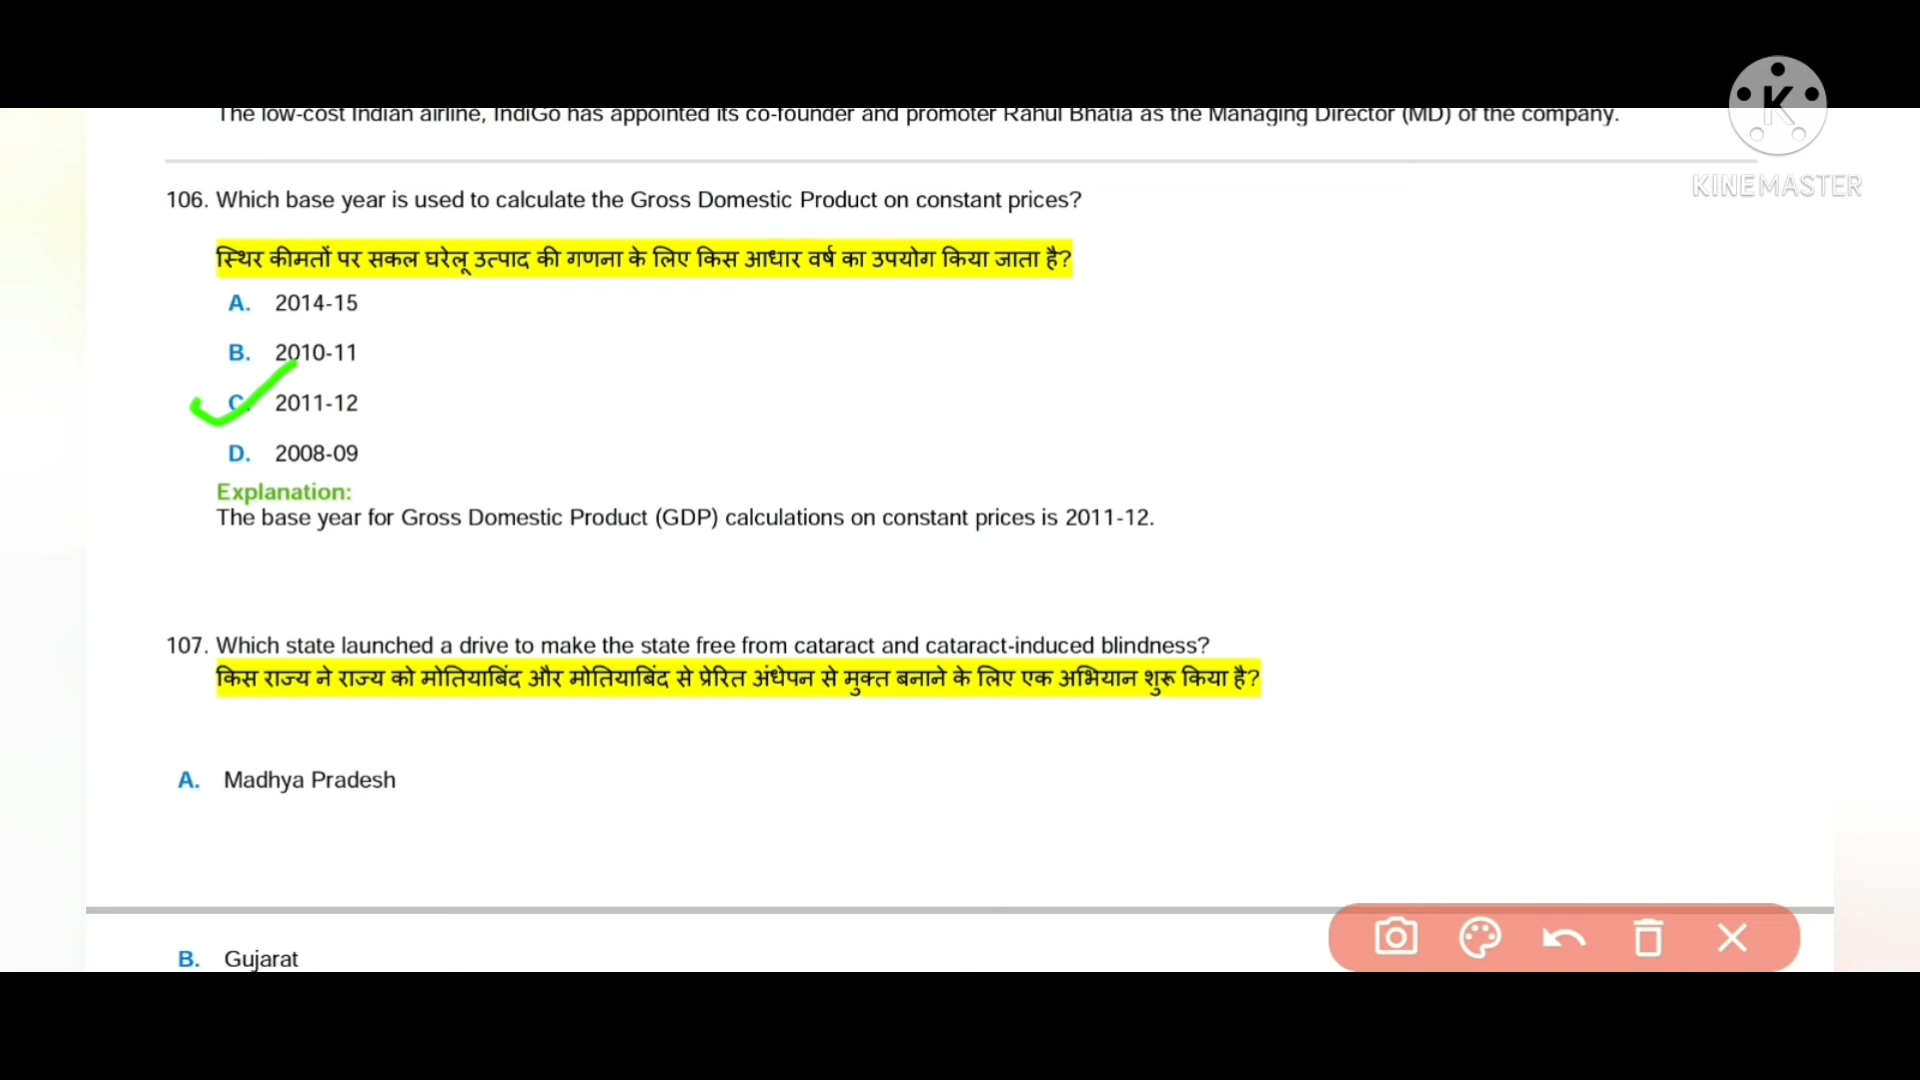 The low-cost Indian airline, IndiGo has appointed its co-founder and promoter Rahul Bhatia as the Managing Director (MD) of the company.
KINEMASTER
106. Which base year is used to calculate the Gross Domestic Product on constant prices?
स्थिर कीमतों पर सकल घरेलू उत्पाद की गणना के लिए किस आधार वर्ष का उपयोग किया जाता है?
A. 2014-15
B. 2010-11
C. 2011-12
D. 2008-09
Explanation:
The base year for Gross Domestic Product (GDP) calculations on constant prices is 2011-12.
107. Which state launched a drive to make the state free from cataract and cataract-induced blindness?
किस राज्य ने राज्य को मोतियाबिंद और मोतियाबिंद से प्रेरित अंधेपन से मुक्त बनाने के लिए एक अभियान शुरू किया है?
A. Madhya Pradesh
B. Gujarat